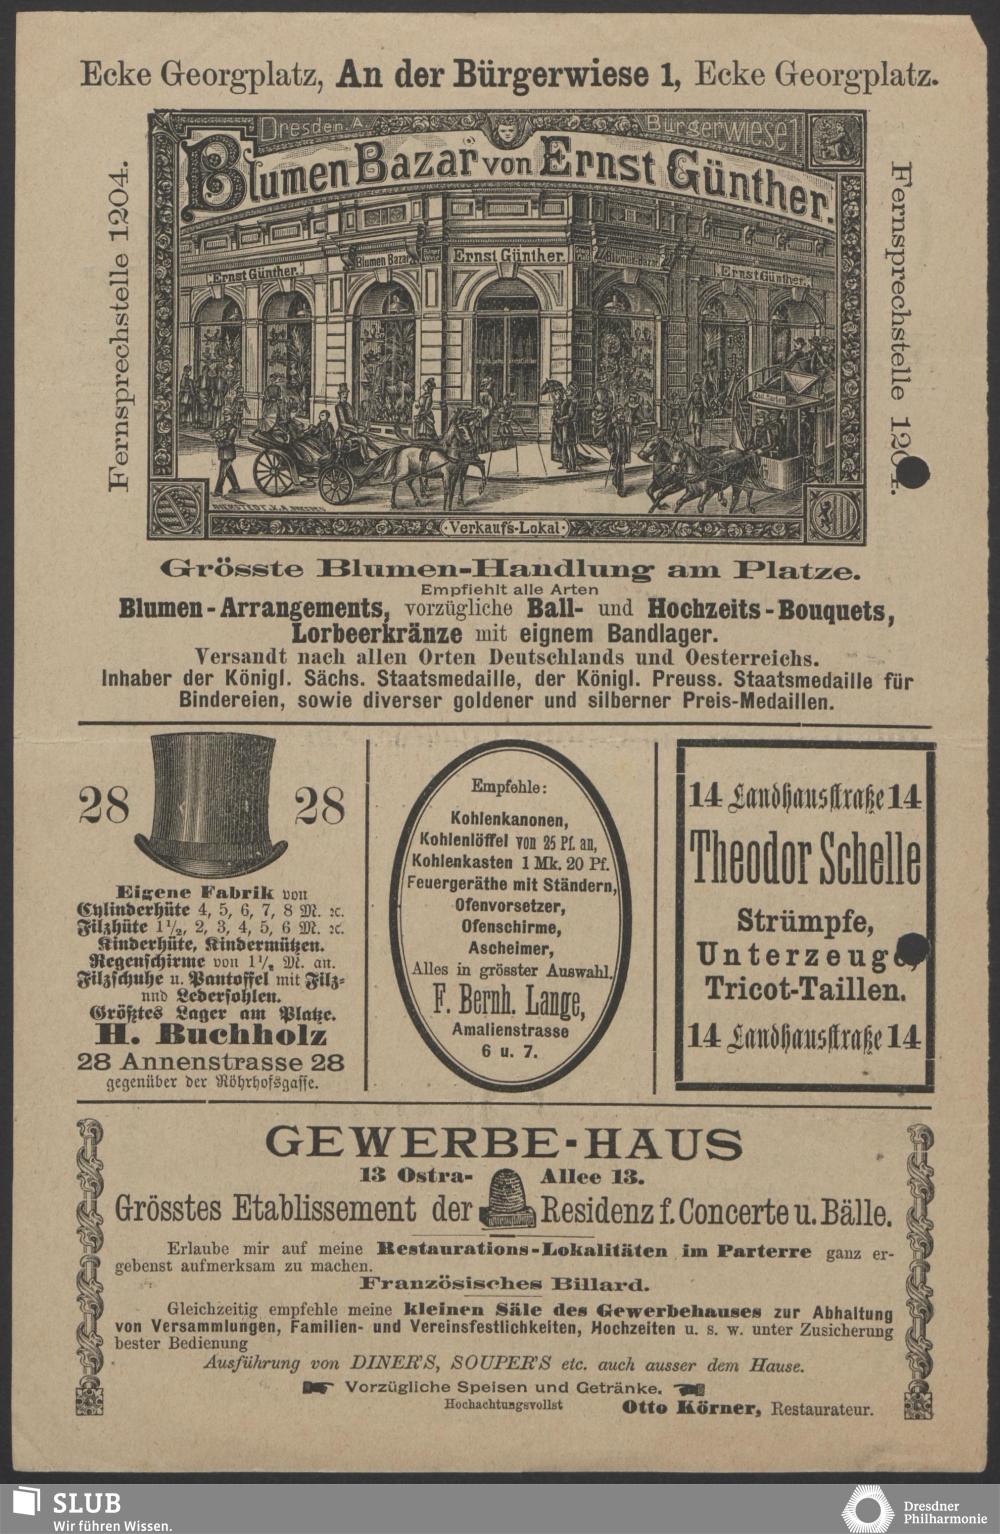 Ecke Georgplatz, An der Bürgerwiese 1, Ecke Georgplatz.
Fernsprechstelle 1204.
Dresden A. Bürgerwiese 1
Blumen Bazar von Ernst Günther.
Ernst Günther.
Blumen Bazar
Ernst Günther.
Blumen Bazar
Ernst Günther.
Verkaufs-Lokal
Fernsprechstelle 1204.
Grösste Blumen-Handlung am Platze.
Empfiehlt alle Arten
Blumen-Arrangements, vorzügliche Ball- und Hochzeits-Bouquets,
Lorbeerkränze mit eignem Bandlager.
Versandt nach allen Orten Deutschlands und Oesterreichs.
Inhaber der Königl. Sächs. Staatsmedaille, der Königl. Preuss. Staatsmedaille für
Bindereien, sowie diverser goldener und silberner Preis-Medaillen.
28 28
Eigene Fabrik von
Cylinderhüte 4, 5, 6, 7, 8 M. ꝛc.
Filzhüte 1½, 2, 3, 4, 5, 6 M. ꝛc.
Kinderhüte, Kindermützen.
Regenschirme von 1½ M. an.
Filzschuhe u. Pantoffel mit Filz-
und Ledersohlen.
Größtes Lager am Platze.
H. Buchholz
28 Annenstrasse 28
gegenüber der Röhrhofsgasse.
Empfehle:
Kohlenkanonen,
Kohlenlöffel von 25 Pf. an,
Kohlenkasten 1 Mk. 20 Pf.
Feuergeräthe mit Ständern,
Ofenvorsetzer,
Ofenschirme,
Ascheimer,
Alles in grösster Auswahl.
F. Bernh. Lange,
Amalienstrasse
6 u. 7.
14 Landhausstraße 14
Theodor Schelle
Strümpfe,
Unterzeuge,
Tricot-Taillen.
14 Landhausstraße 14
GEWERBE-HAUS
13 Ostra- Allee 13.
Grösstes Etablissement der Residenz f. Concerte u. Bälle.
Erlaube mir auf meine Restaurations-Lokalitäten im Parterre ganz er-
gebenst aufmerksam zu machen.
Französisches Billard.
Gleichzeitig empfehle meine kleinen Säle des Gewerbehauses zur Abhaltung
von Versammlungen, Familien- und Vereinsfestlichkeiten, Hochzeiten u. s. w. unter Zusicherung
bester Bedienung
Ausführung von DINER'S, SOUPER'S etc. auch ausser dem Hause.
Vorzügliche Speisen und Getränke.
Hochachtungsvollst
Otto Körner, Restaurateur.
SLUB
Wir führen Wissen.
Dresdner
Philharmonie